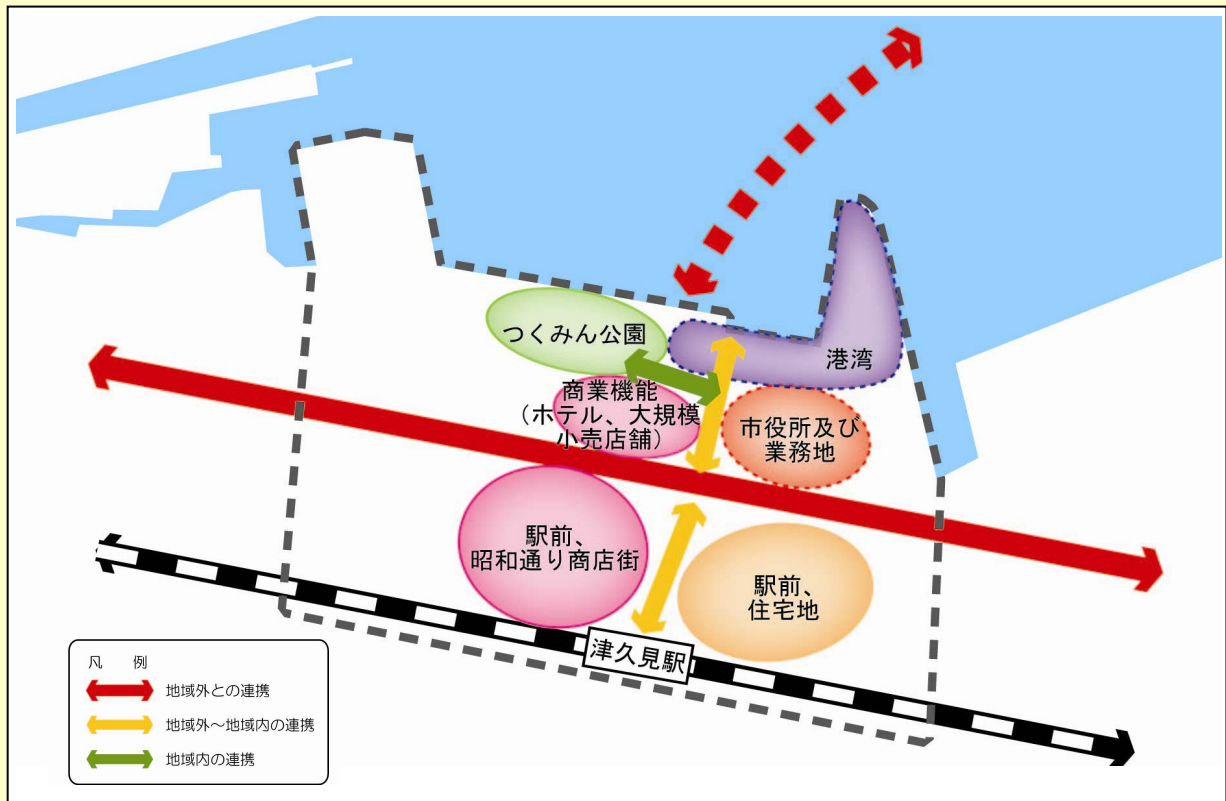 つくみん公園
港湾
商業機能
(ホテル、大規模
小売店舗)
市役所及び
業務地
駅前、
昭和通り商店街
駅前、
住宅地
津久見駅
凡　例
地域外との連携
地域外～地域内の連携
地域内の連携